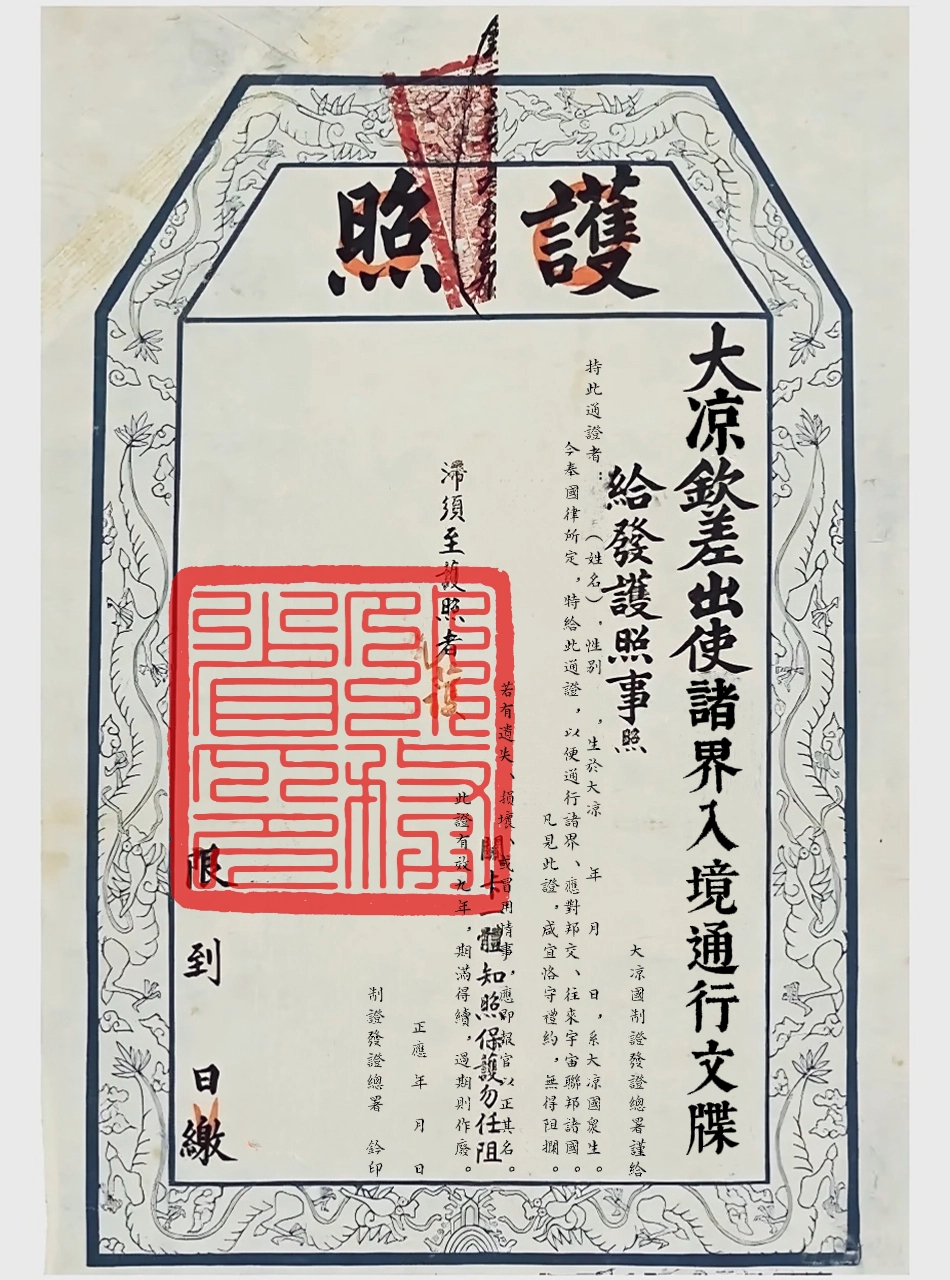 護照
大凉欽差出使諸界入境通行文牒
給發護照事照
大凉國制證發證總署謹給
持此通證者：（姓名），性别　，生於大凉　年　月　日，系大凉國衆生。
今奉國律所定，特給此通證，以便通行諸界、應對邦交、往來宇宙聯邦諸國。
凡見此證，咸宜恪守禮約，無得阻攔。
若有遺失、損壞、或冒用情事，應即報官以正其名。
關卡一體知照保護勿任阻
此證有效九年，期滿得續，過期則作廢。
滯須至護照者
正應　年　月　日
制證發證總署　鈐印
限　到　日繳